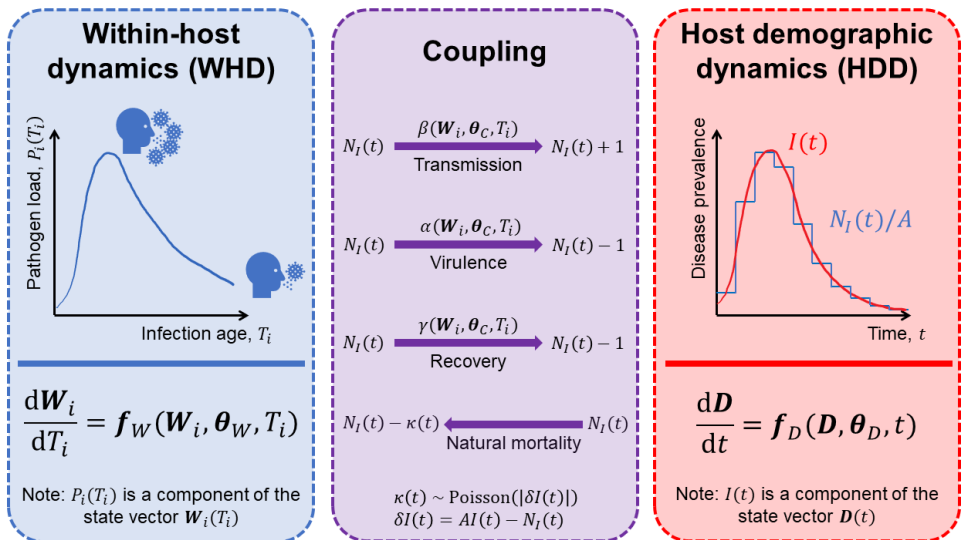 Within-host
dynamics (WHD)
Pathogen load, P_i(T_i)
Infection age, T_i
dW_i/dT_i = f_W(W_i, θ_W, T_i)
Note: P_i(T_i) is a component of the
state vector W_i(T_i)
Coupling
β(W_i, θ_C, T_i)
N_I(t) N_I(t) + 1
Transmission
α(W_i, θ_C, T_i)
N_I(t) N_I(t) − 1
Virulence
γ(W_i, θ_C, T_i)
N_I(t) N_I(t) − 1
Recovery
N_I(t) − κ(t) N_I(t)
Natural mortality
κ(t) ~ Poisson(|δI(t)|)
δI(t) = AI(t) − N_I(t)
Host demographic
dynamics (HDD)
Disease prevalence
I(t)
N_I(t)/A
Time, t
dD/dt = f_D(D, θ_D, t)
Note: I(t) is a component of the
state vector D(t)